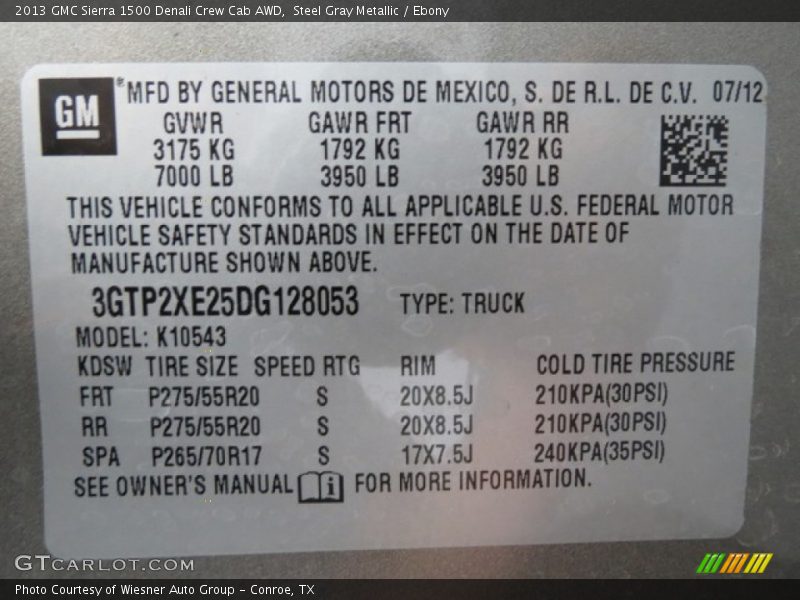 2013 GMC Sierra 1500 Denali Crew Cab AWD, Steel Gray Metallic / Ebony
GM ® MFD BY GENERAL MOTORS DE MEXICO, S. DE R.L. DE C.V. 07/12
GVWR GAWR FRT GAWR RR
3175 KG 1792 KG 1792 KG
7000 LB 3950 LB 3950 LB
THIS VEHICLE CONFORMS TO ALL APPLICABLE U.S. FEDERAL MOTOR
VEHICLE SAFETY STANDARDS IN EFFECT ON THE DATE OF
MANUFACTURE SHOWN ABOVE.
3GTP2XE25DG128053 TYPE: TRUCK
MODEL: K10543
KDSW TIRE SIZE SPEED RTG RIM COLD TIRE PRESSURE
FRT P275/55R20 S 20X8.5J 210KPA(30PSI)
RR P275/55R20 S 20X8.5J 210KPA(30PSI)
SPA P265/70R17 S 17X7.5J 240KPA(35PSI)
SEE OWNER'S MANUAL i FOR MORE INFORMATION.
GTCARLOT.COM
Photo Courtesy of Wiesner Auto Group - Conroe, TX